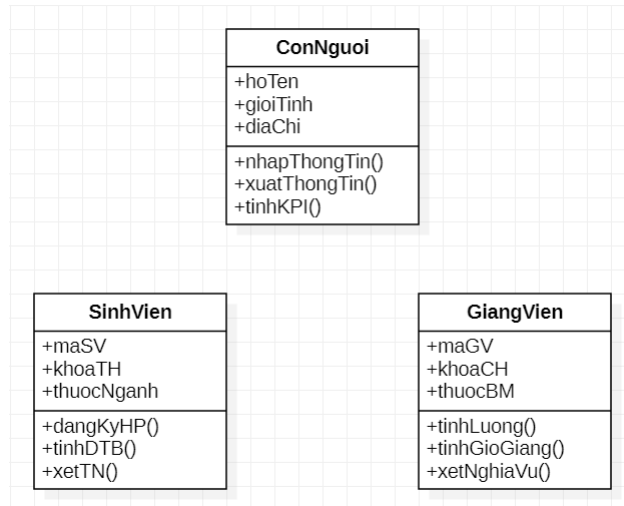 ConNguoi
+hoTen
+gioiTinh
+diaChi
+nhapThongTin()
+xuatThongTin()
+tinhKPI()
SinhVien
+maSV
+khoaTH
+thuocNganh
+dangKyHP()
+tinhDTB()
+xetTN()
GiangVien
+maGV
+khoaCH
+thuocBM
+tinhLuong()
+tinhGioGiang()
+xetNghiaVu()